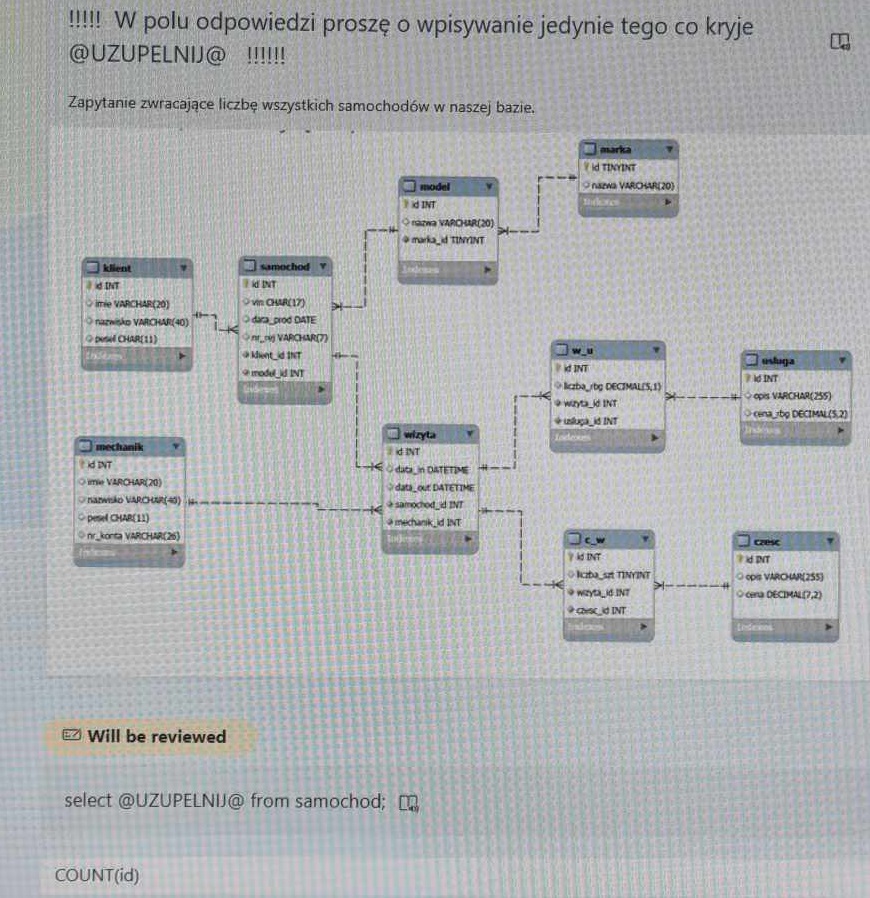 !!!!! W polu odpowiedzi proszę o wpisywanie jedynie tego co kryje
@UZUPELNIJ@ !!!!!!
Zapytanie zwracające liczbę wszystkich samochodów w naszej bazie.
marka
id TINYINT
nazwa VARCHAR(20)
Indexes
model
id INT
nazwa VARCHAR(20)
marka_id TINYINT
Indexes
klient
id INT
imie VARCHAR(20)
nazwisko VARCHAR(40)
pesel CHAR(11)
Indexes
samochod
id INT
vin CHAR(17)
data_prod DATE
nr_rej VARCHAR(7)
klient_id INT
model_id INT
Indexes
w_u
id INT
liczba_rbg DECIMAL(5,1)
wizyta_id INT
usluga_id INT
Indexes
usluga
id INT
opis VARCHAR(255)
cena_rbg DECIMAL(5,2)
Indexes
mechanik
id INT
imie VARCHAR(20)
nazwisko VARCHAR(40)
pesel CHAR(11)
nr_konta VARCHAR(26)
Indexes
wizyta
id INT
data_in DATETIME
data_out DATETIME
samochod_id INT
mechanik_id INT
Indexes
c_w
id INT
liczba_szt TINYINT
wizyta_id INT
czesc_id INT
Indexes
czesc
id INT
opis VARCHAR(255)
cena DECIMAL(7,2)
Indexes
Will be reviewed
select @UZUPELNIJ@ from samochod;
COUNT(id)